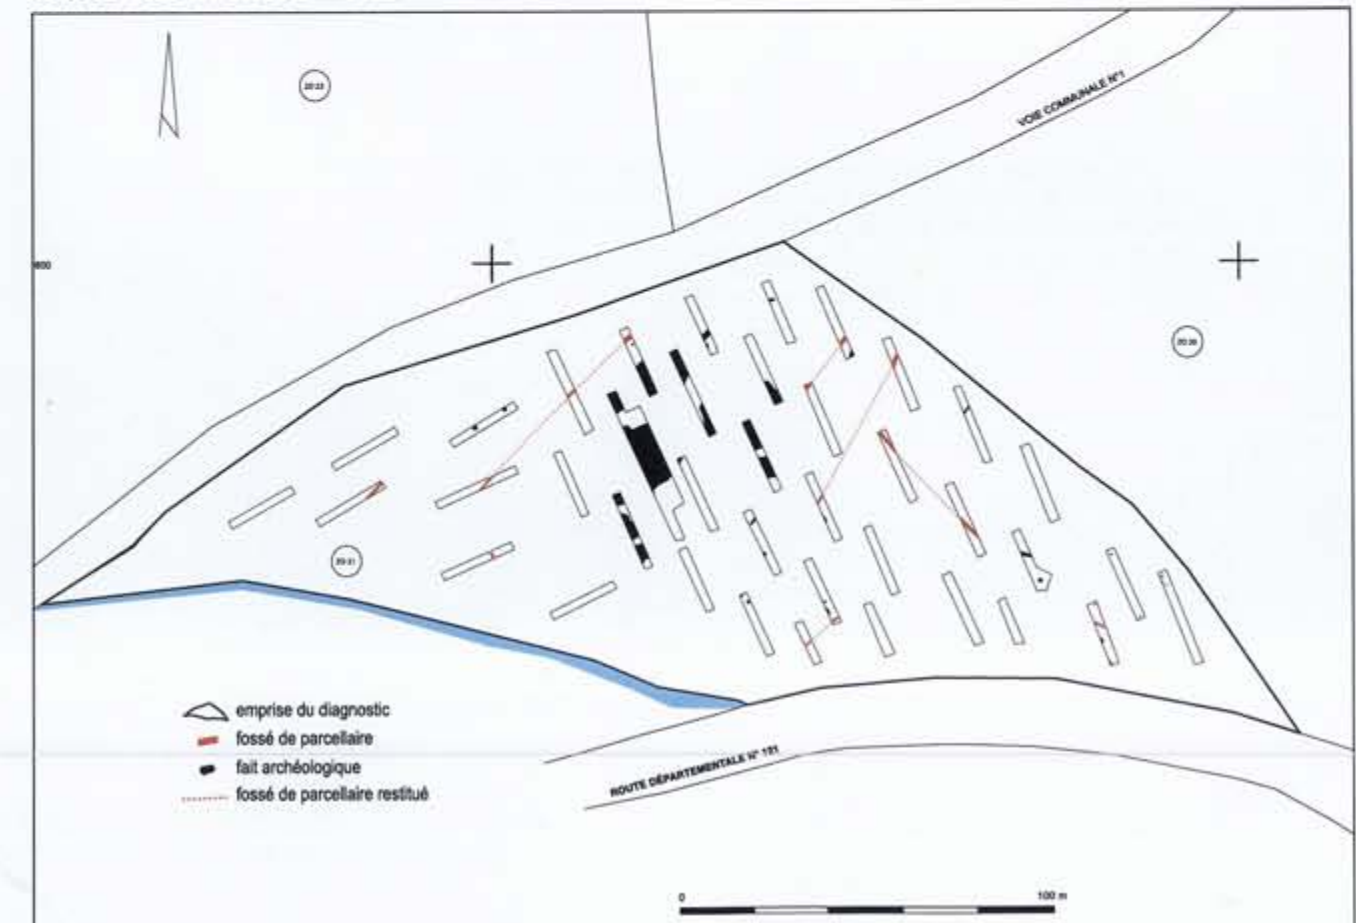 VOIE COMMUNALE N°1
emprise du diagnostic
fossé de parcellaire
fait archéologique
fossé de parcellaire restitué
ROUTE DÉPARTEMENTALE N°
0 100 m